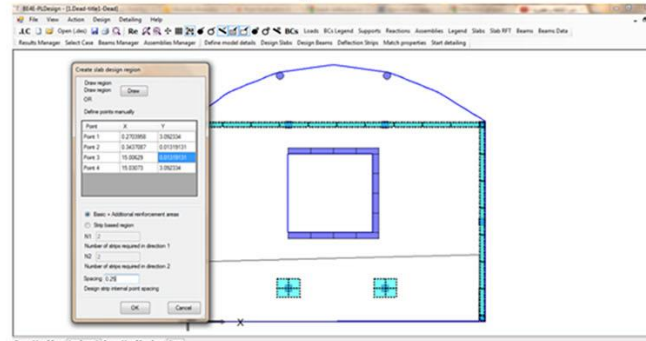 BE4E-PLDesign - [1.Dead-title1-Dead]
File View Action Design Detailing Help
.LC Open (.des) Re BCs Loads BCs Legend Supports Reactions Assemblies Legend Slabs Slab RFT Beams Beams Data
Results Manager Select Case Beams Manager Assemblies Manager Define model details Design Slabs Design Beams Deflection Strips Match properties Start detailing
Create slab design region
Draw region
Draw region Draw
OR
Define points manually
Point X Y
Point 1 0.2703958 3.092334
Point 2 0.3437087 0.01319131
Point 3 15.00629 0.01319131
Point 4 15.03073 3.092334
Basic + Additional reinforcement areas
Strip based region
N1 2
Number of strips required in direction 1
N2 2
Number of strips required in direction 2
Spacing 0.25
Design strip internal point spacing
OK Cancel
X